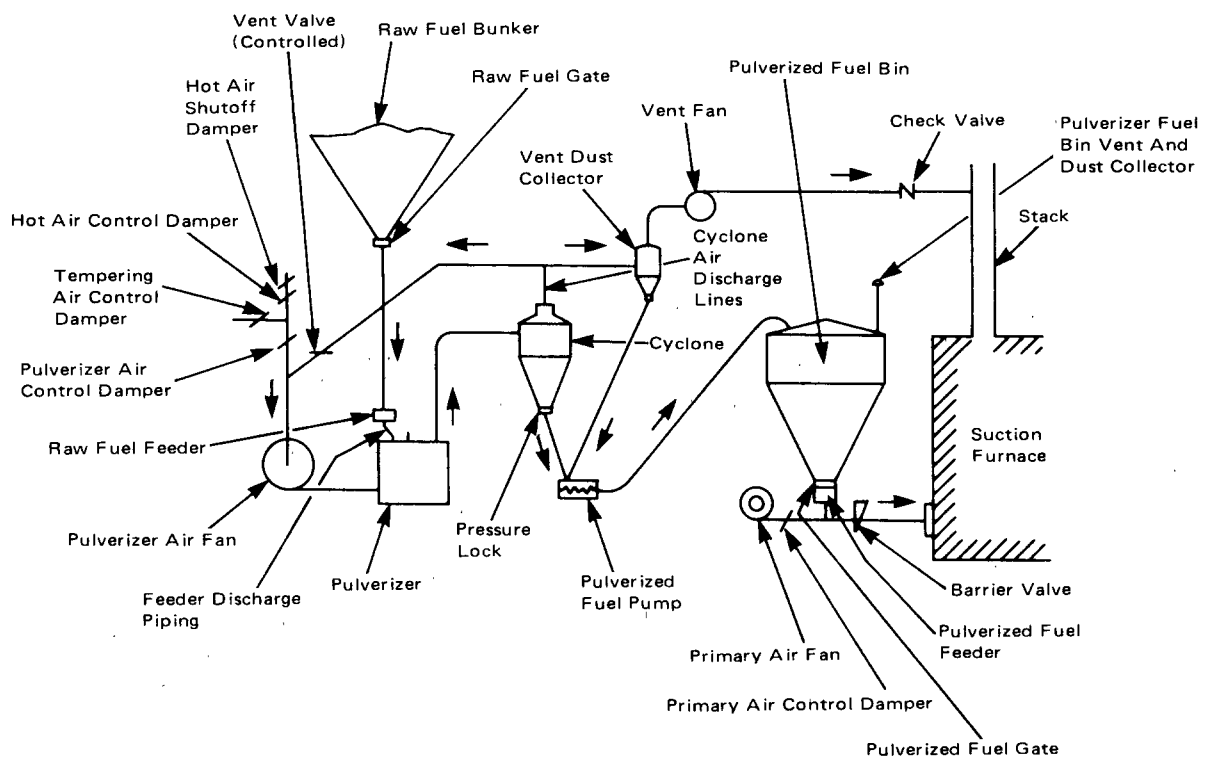 Vent Valve
(Controlled)
Raw Fuel Bunker
Hot Air
Shutoff
Damper
Raw Fuel Gate
Pulverized Fuel Bin
Vent Fan
Check Valve
Pulverizer Fuel
Bin Vent And
Dust Collector
Vent Dust
Collector
Hot Air Control Damper
Stack
Cyclone
Air
Discharge
Lines
Tempering
Air Control
Damper
Cyclone
Pulverizer Air
Control Damper
Raw Fuel Feeder
Suction
Furnace
Pulverizer Air Fan
Pressure
Lock
Pulverizer
Feeder Discharge
Piping
Pulverized
Fuel Pump
Barrier Valve
Pulverized Fuel
Feeder
Primary Air Fan
Primary Air Control Damper
Pulverized Fuel Gate